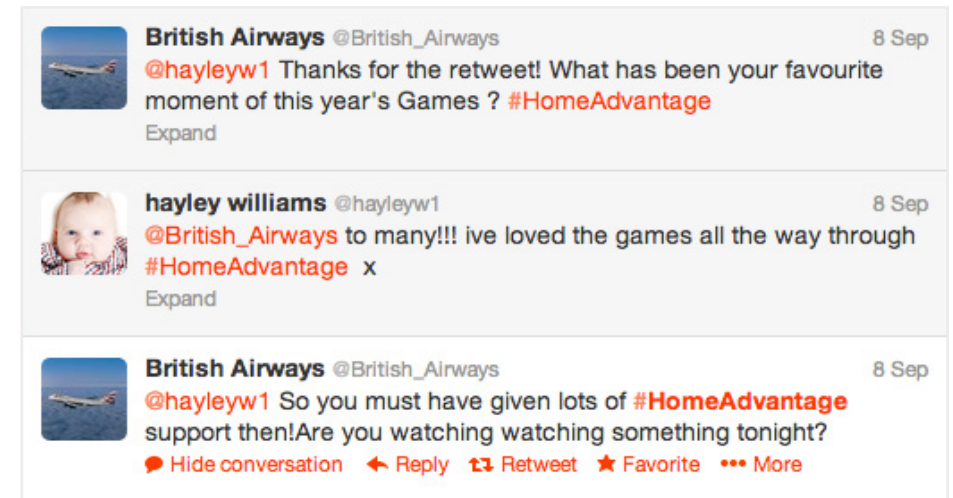 British Airways @British_Airways 8 Sep
@hayleyw1 Thanks for the retweet! What has been your favourite
moment of this year's Games ? #HomeAdvantage
Expand
hayley williams @hayleyw1 8 Sep
@British_Airways to many!!! ive loved the games all the way through
#HomeAdvantage x
Expand
British Airways @British_Airways 8 Sep
@hayleyw1 So you must have given lots of #HomeAdvantage
support then!Are you watching watching something tonight?
Hide conversation Reply Retweet Favorite More